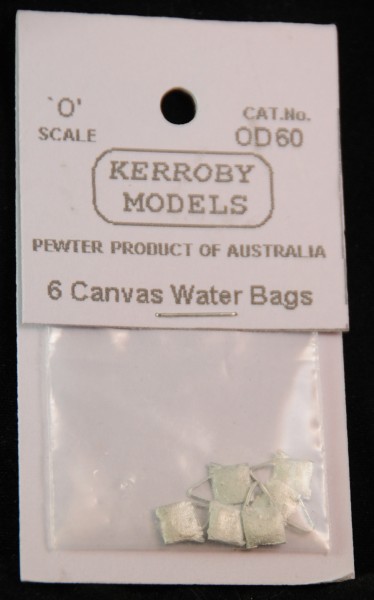 'O'
SCALE
CAT.No.
OD60
KERROBY
MODELS
PEWTER PRODUCT OF AUSTRALIA
6 Canvas Water Bags